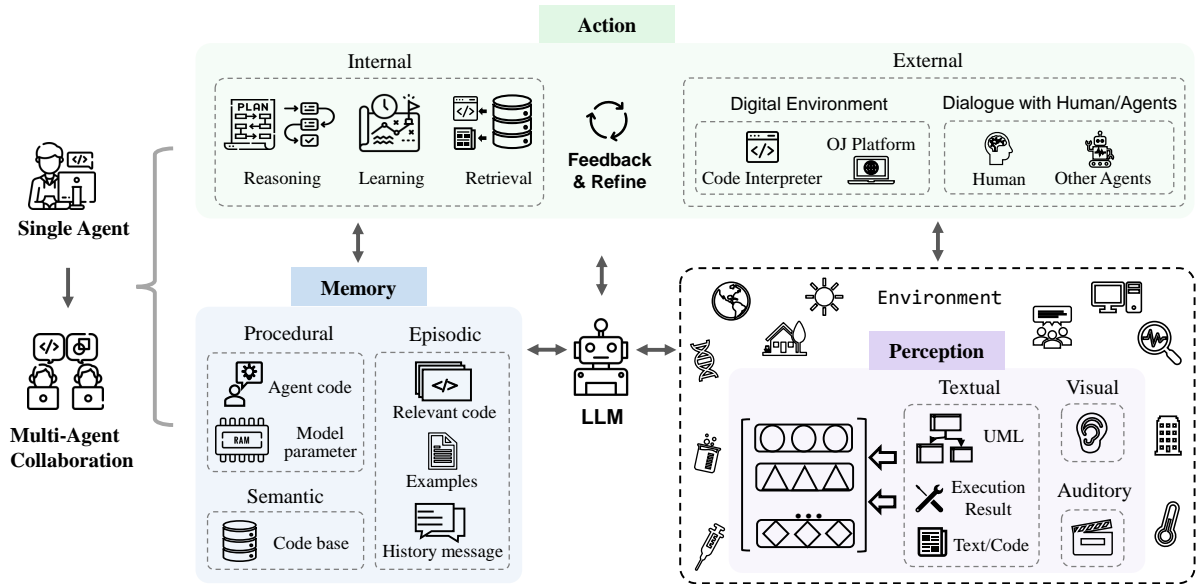 Action
Internal
PLAN
Reasoning
Learning
</>
Retrieval
Feedback
& Refine
External
Digital Environment
</>
Code Interpreter
OJ Platform
</>
Dialogue with Human/Agents
Human
Other Agents
</>
Single Agent
</>
Multi-Agent
Collaboration
Memory
Procedural
Agent code
RAM
Model
parameter
Semantic
Code base
Episodic
</>
Relevant code
Examples
History message
LLM
Environment
Perception
Textual
UML
Execution
Result
Text/Code
Visual
Auditory